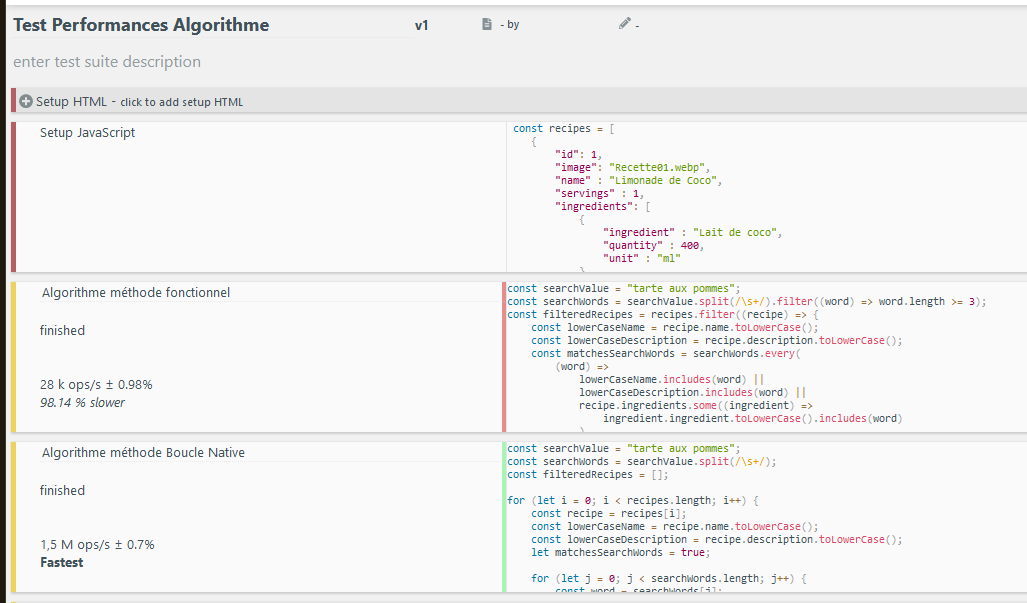 Test Performances Algorithme v1 - by -
enter test suite description
Setup HTML - click to add setup HTML
Setup JavaScript
const recipes = [
{
"id": 1,
"image": "Recette01.webp",
"name" : "Limonade de Coco",
"servings" : 1,
"ingredients": [
{
"ingredient" : "Lait de coco",
"quantity" : 400,
"unit" : "ml"
}
Algorithme méthode fonctionnel
finished
28 k ops/s ± 0.98%
98.14 % slower
const searchValue = "tarte aux pommes";
const searchWords = searchValue.split(/\s+/).filter((word) => word.length >= 3);
const filteredRecipes = recipes.filter((recipe) => {
const lowerCaseName = recipe.name.toLowerCase();
const lowerCaseDescription = recipe.description.toLowerCase();
const matchesSearchWords = searchWords.every(
(word) =>
lowerCaseName.includes(word) ||
lowerCaseDescription.includes(word) ||
recipe.ingredients.some((ingredient) =>
ingredient.ingredient.toLowerCase().includes(word)
)
Algorithme méthode Boucle Native
finished
1,5 M ops/s ± 0.7%
Fastest
const searchValue = "tarte aux pommes";
const searchWords = searchValue.split(/\s+/);
const filteredRecipes = [];
for (let i = 0; i < recipes.length; i++) {
const recipe = recipes[i];
const lowerCaseName = recipe.name.toLowerCase();
const lowerCaseDescription = recipe.description.toLowerCase();
let matchesSearchWords = true;
for (let j = 0; j < searchWords.length; j++) {
const word = searchWords[j];